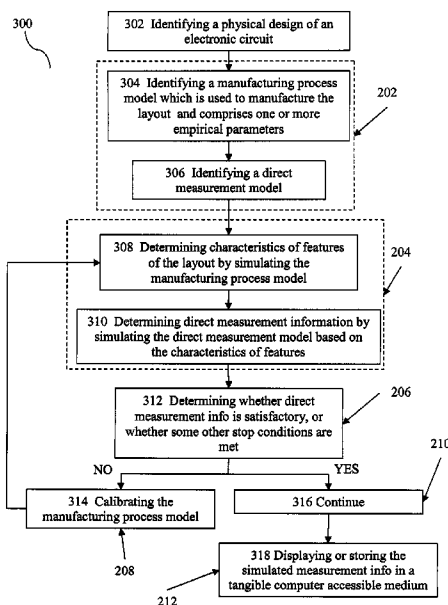 300
302 Identifying a physical design of an
electronic circuit
304 Identifying a manufacturing process
model which is used to manufacture the
layout and comprises one or more
empirical parameters
202
306 Identifying a direct
measurement model
308 Determining characteristics of features
of the layout by simulating the
manufacturing process model
204
310 Determining direct measurement information by
simulating the direct measurement model based on
the characteristics of features
312 Determining whether direct
measurement info is satisfactory, or
whether some other stop conditions are
met
206
NO
YES
210
314 Calibrating the
manufacturing process model
316 Continue
208
318 Displaying or storing the
simulated measurement info in a
tangible computer accessible medium
212